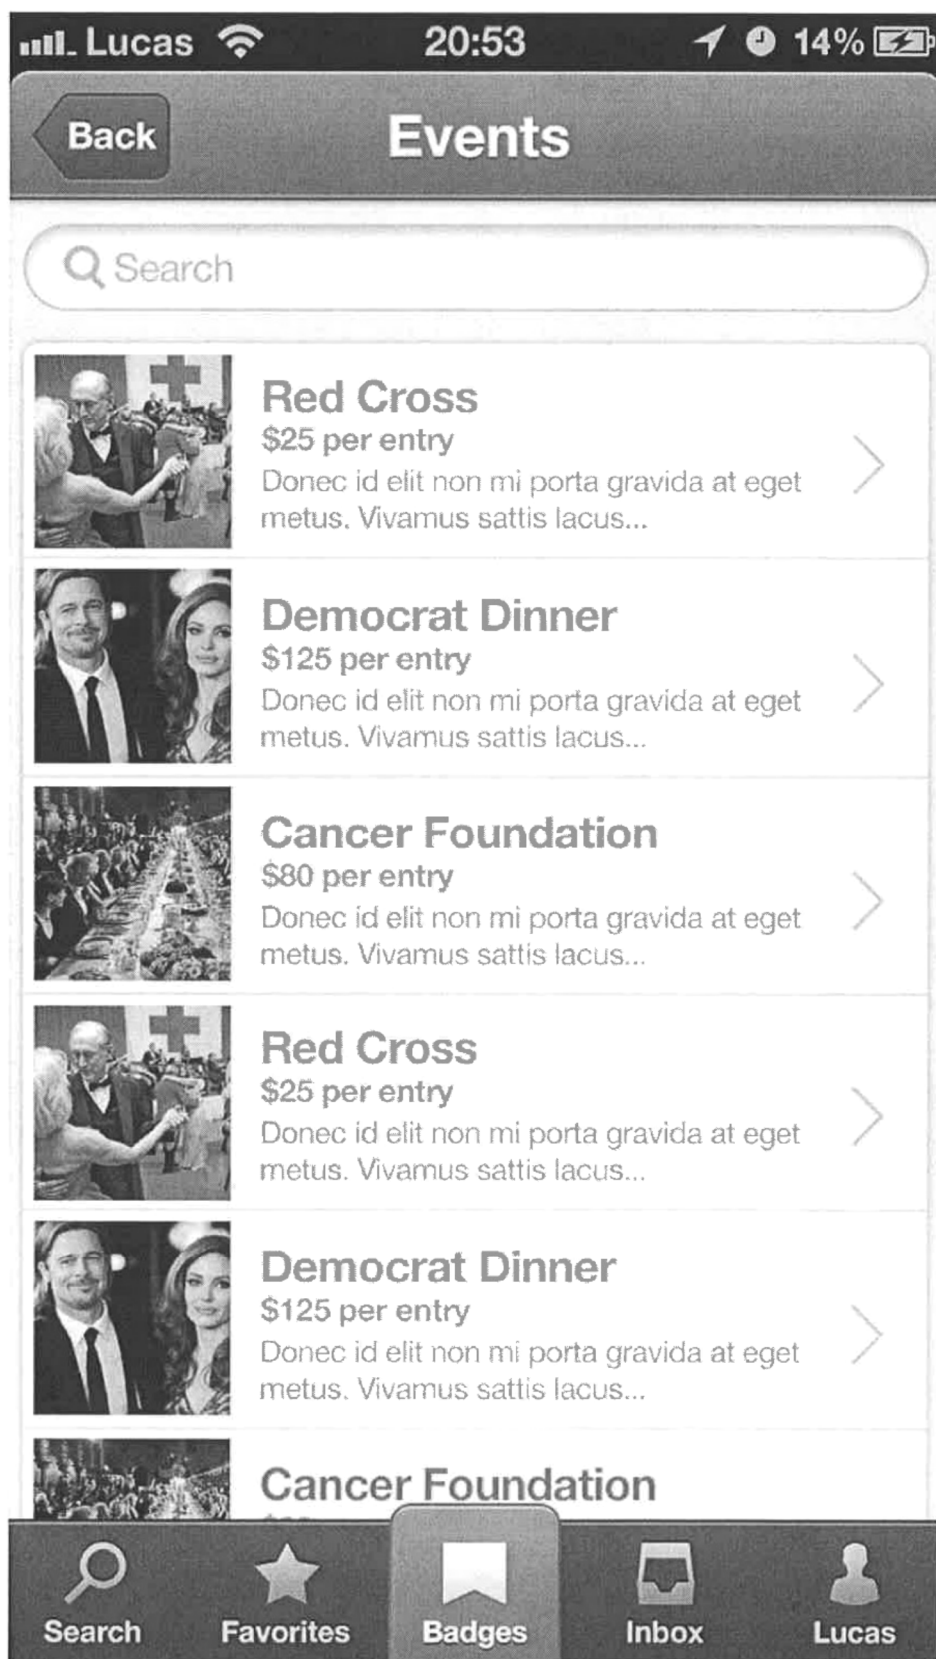 Lucas 20:53 14%
Back Events
Search
Red Cross
$25 per entry
Donec id elit non mi porta gravida at eget
metus. Vivamus sattis lacus...
Democrat Dinner
$125 per entry
Donec id elit non mi porta gravida at eget
metus. Vivamus sattis lacus...
Cancer Foundation
$80 per entry
Donec id elit non mi porta gravida at eget
metus. Vivamus sattis lacus...
Red Cross
$25 per entry
Donec id elit non mi porta gravida at eget
metus. Vivamus sattis lacus...
Democrat Dinner
$125 per entry
Donec id elit non mi porta gravida at eget
metus. Vivamus sattis lacus...
Cancer Foundation
Search Favorites Badges Inbox Lucas